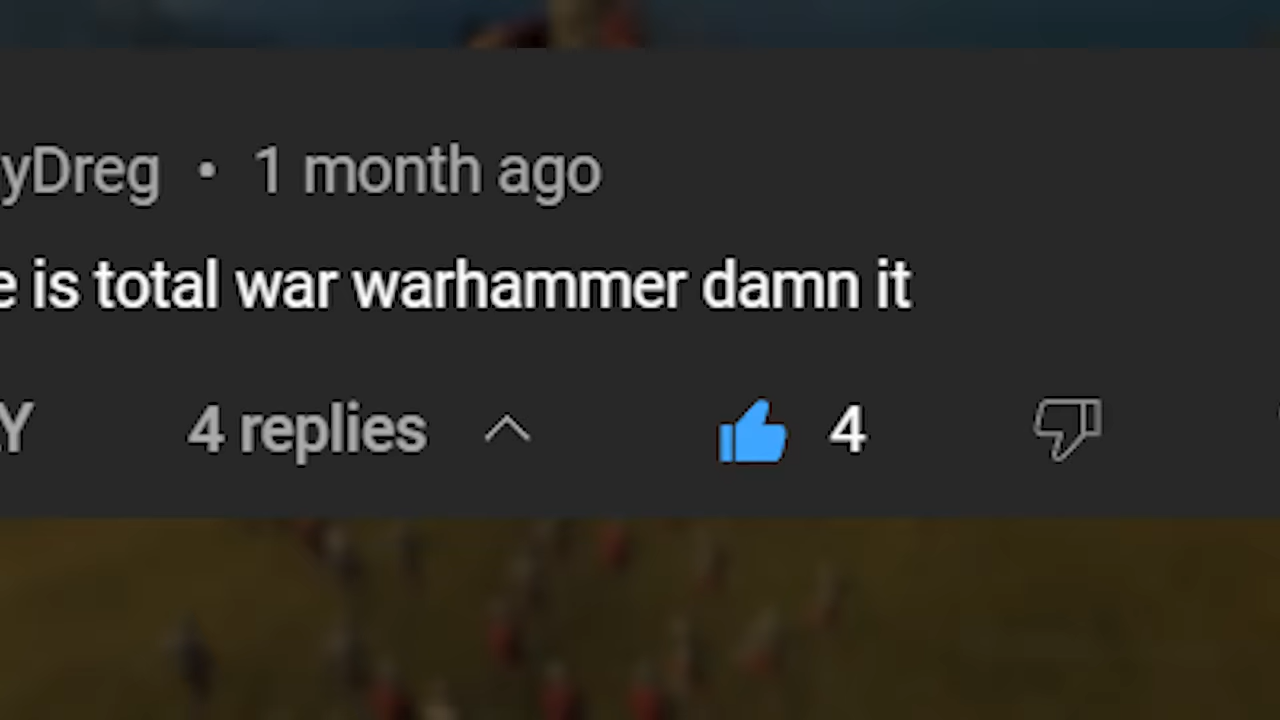 yDreg • 1 month ago
e is total war warhammer damn it
Y 4 replies 4